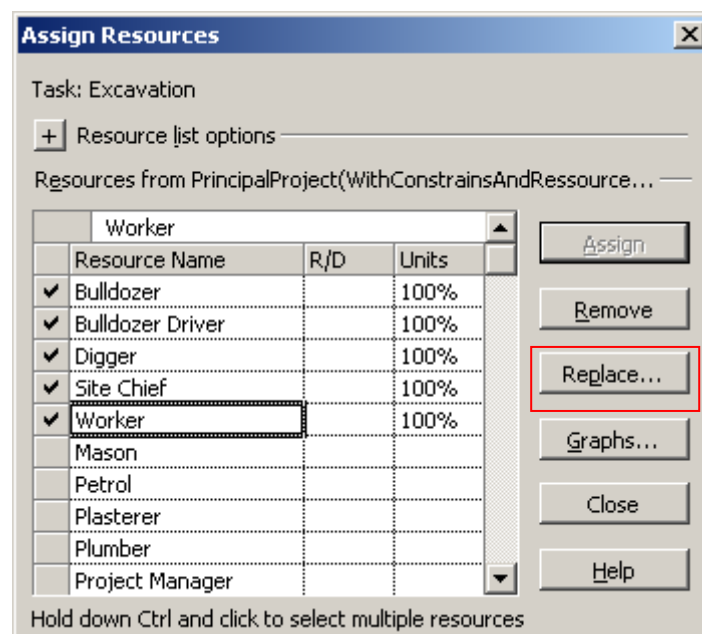 Assign Resources
Task: Excavation
+ Resource list options
Resources from PrincipalProject(WithConstrainsAndRessource...
Worker
Assign
Resource Name R/D Units
Bulldozer 100%
Remove
Bulldozer Driver 100%
Digger 100%
Replace...
Site Chief 100%
Worker 100%
Graphs...
Mason
Petrol
Close
Plasterer
Plumber
Help
Project Manager
Hold down Ctrl and click to select multiple resources